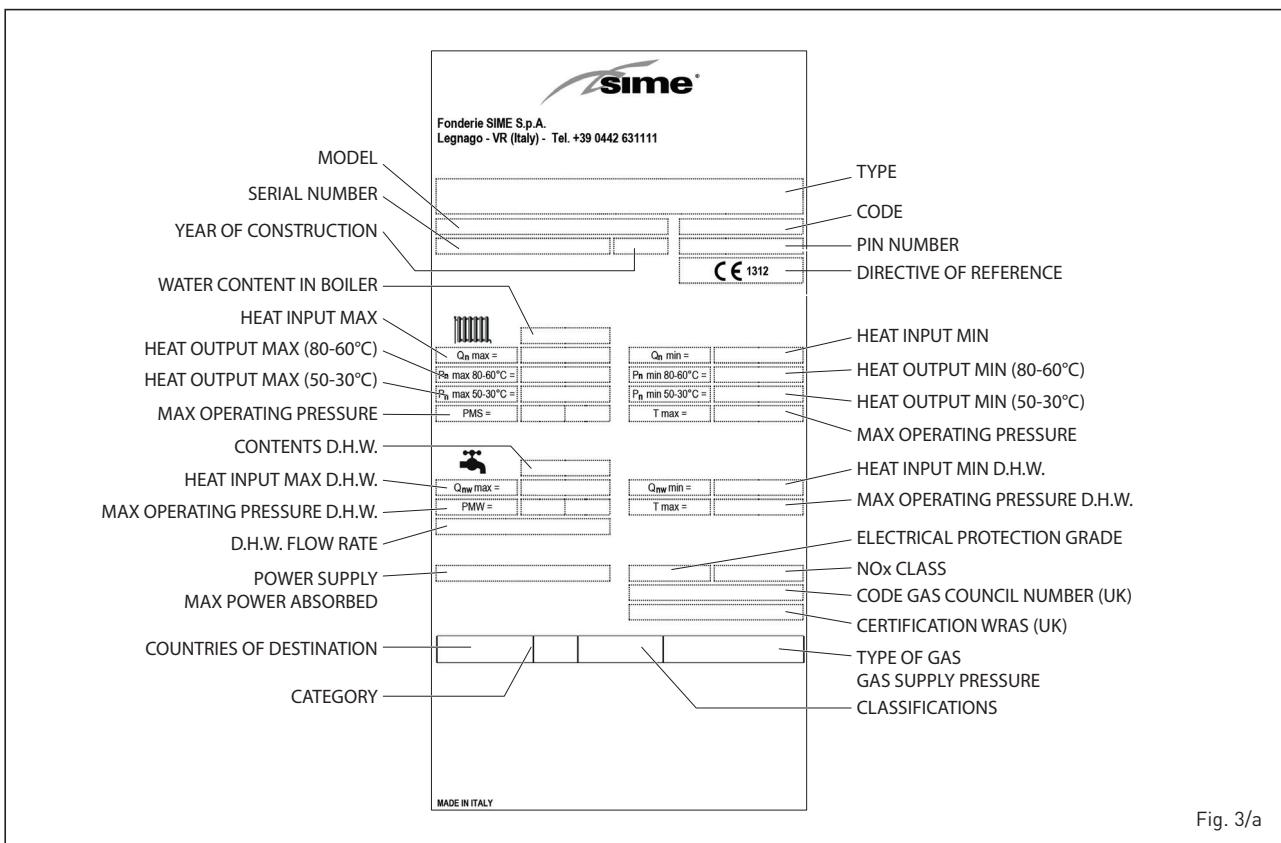 sime®
Fonderie SIME S.p.A.
Legnago - VR (Italy) - Tel. +39 0442 631111
MODEL
TYPE
SERIAL NUMBER
CODE
YEAR OF CONSTRUCTION
PIN NUMBER
CE 1312
DIRECTIVE OF REFERENCE
WATER CONTENT IN BOILER
HEAT INPUT MAX
Qn max =
Qn min =
HEAT INPUT MIN
HEAT OUTPUT MAX (80-60°C)
Pn max 80-60°C =
Pn min 80-60°C =
HEAT OUTPUT MIN (80-60°C)
HEAT OUTPUT MAX (50-30°C)
Pn max 50-30°C =
Pn min 50-30°C =
HEAT OUTPUT MIN (50-30°C)
MAX OPERATING PRESSURE
PMS =
T max =
MAX OPERATING PRESSURE
CONTENTS D.H.W.
HEAT INPUT MAX D.H.W.
Qnw max =
Qnw min =
HEAT INPUT MIN D.H.W.
MAX OPERATING PRESSURE D.H.W.
PMW =
T max =
MAX OPERATING PRESSURE D.H.W.
D.H.W. FLOW RATE
ELECTRICAL PROTECTION GRADE
POWER SUPPLY
MAX POWER ABSORBED
NOx CLASS
CODE GAS COUNCIL NUMBER (UK)
CERTIFICATION WRAS (UK)
COUNTRIES OF DESTINATION
TYPE OF GAS
GAS SUPPLY PRESSURE
CATEGORY
CLASSIFICATIONS
MADE IN ITALY
Fig. 3/a